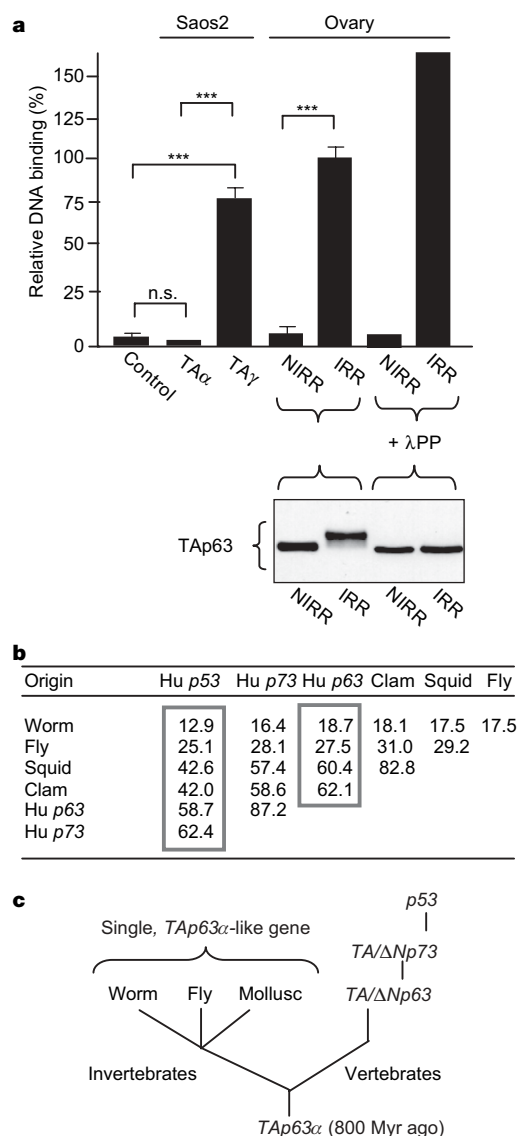 a
Saos2 Ovary
Relative DNA binding (%)
150
125
100
75
50
25
0
***
***
***
n.s.
Control TAα TAγ NIRR IRR NIRR IRR
+ λPP
TAp63
NIRR IRR NIRR IRR
b
Origin Hu p53 Hu p73 Hu p63 Clam Squid Fly
Worm 12.9 16.4 18.7 18.1 17.5 17.5
Fly 25.1 28.1 27.5 31.0 29.2
Squid 42.6 57.4 60.4 82.8
Clam 42.0 58.6 62.1
Hu p63 58.7 87.2
Hu p73 62.4
c
p53
Single, TAp63α-like gene
TA/ΔNp73
Worm Fly Mollusc TA/ΔNp63
Invertebrates Vertebrates
TAp63α (800 Myr ago)